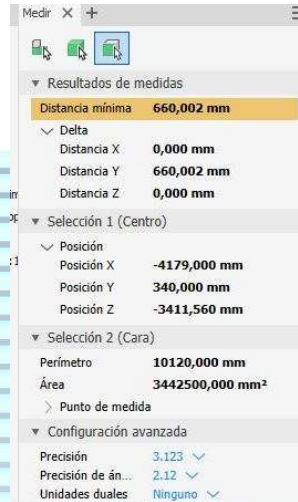 Medir
Resultados de medidas
Distancia mínima 660,002 mm
Delta
Distancia X 0,000 mm
Distancia Y 660,002 mm
Distancia Z 0,000 mm
Selección 1 (Centro)
Posición
Posición X -4179,000 mm
Posición Y 340,000 mm
Posición Z -3411,560 mm
Selección 2 (Cara)
Perímetro 10120,000 mm
Área 3442500,000 mm²
Punto de medida
Configuración avanzada
Precisión 3.123
Precisión de án... 2.12
Unidades duales Ninguno